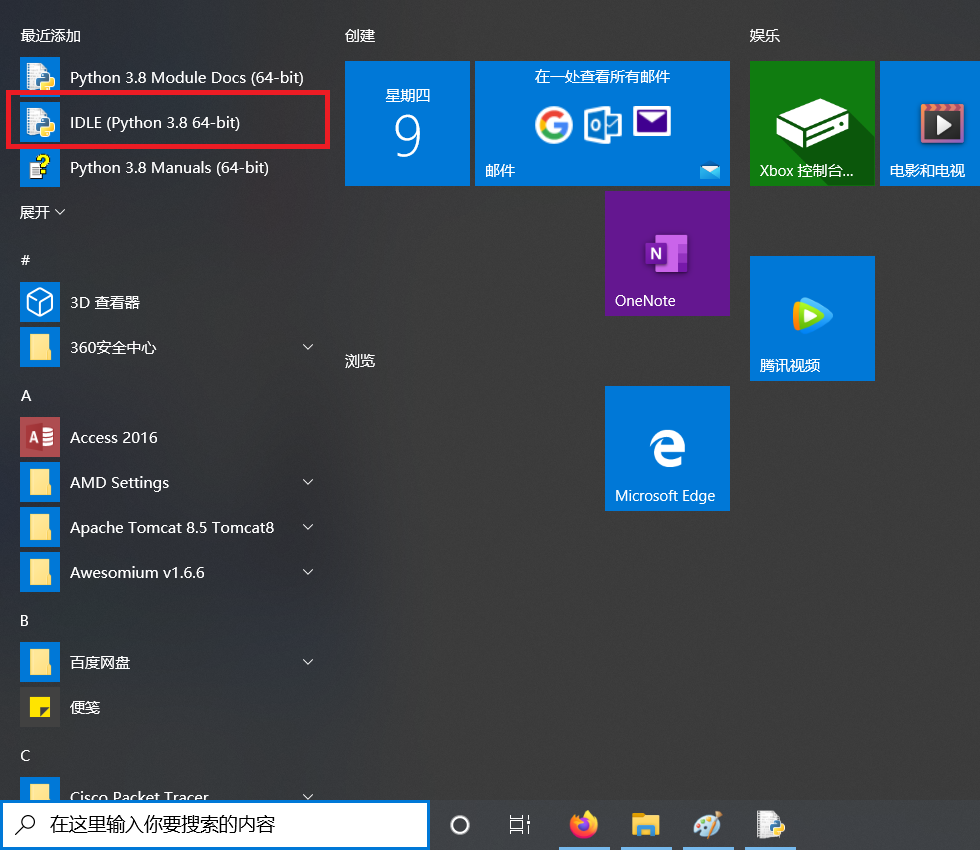 最近添加
Python 3.8 Module Docs (64-bit)
IDLE (Python 3.8 64-bit)
Python 3.8 Manuals (64-bit)
展开
#
3D 查看器
360安全中心
A
Access 2016
AMD Settings
Apache Tomcat 8.5 Tomcat8
Awesomium v1.6.6
B
百度网盘
便笺
C
Cisco Packet Tracer
创建
星期四
9
在一处查看所有邮件
邮件
OneNote
浏览
Microsoft Edge
娱乐
Xbox 控制台...
电影和电视
腾讯视频
在这里输入你要搜索的内容